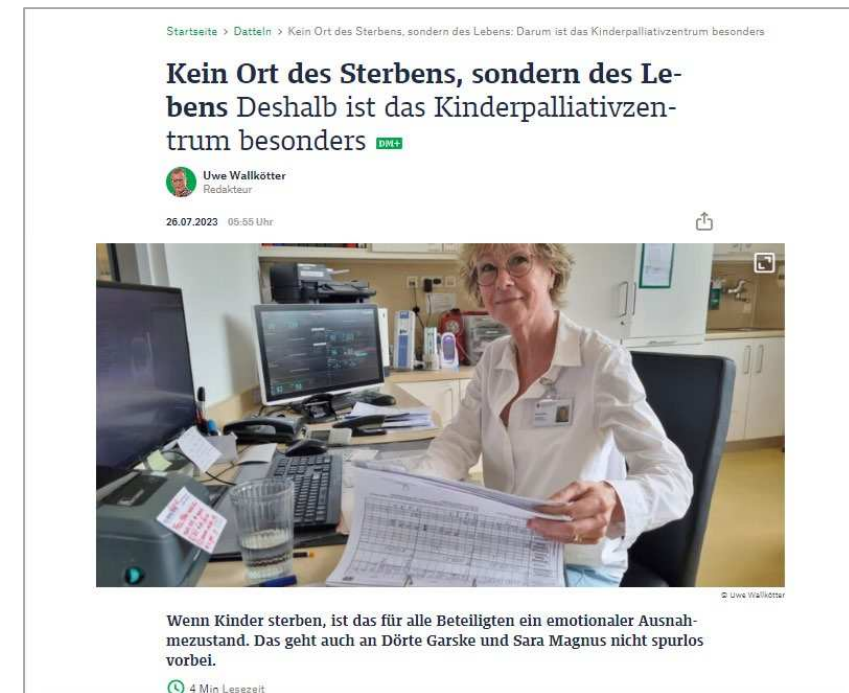 Startseite > Datteln > Kein Ort des Sterbens, sondern des Lebens: Darum ist das Kinderpalliativzentrum besonders
Kein Ort des Sterbens, sondern des Le-
bens Deshalb ist das Kinderpalliativzen-
trum besonders DM+
Uwe Wallkötter
Redakteur
26.07.2023 05:55 Uhr
© Uwe Wallkötter
Wenn Kinder sterben, ist das für alle Beteiligten ein emotionaler Ausnah-
mezustand. Das geht auch an Dörte Garske und Sara Magnus nicht spurlos
vorbei.
4 Min Lesezeit